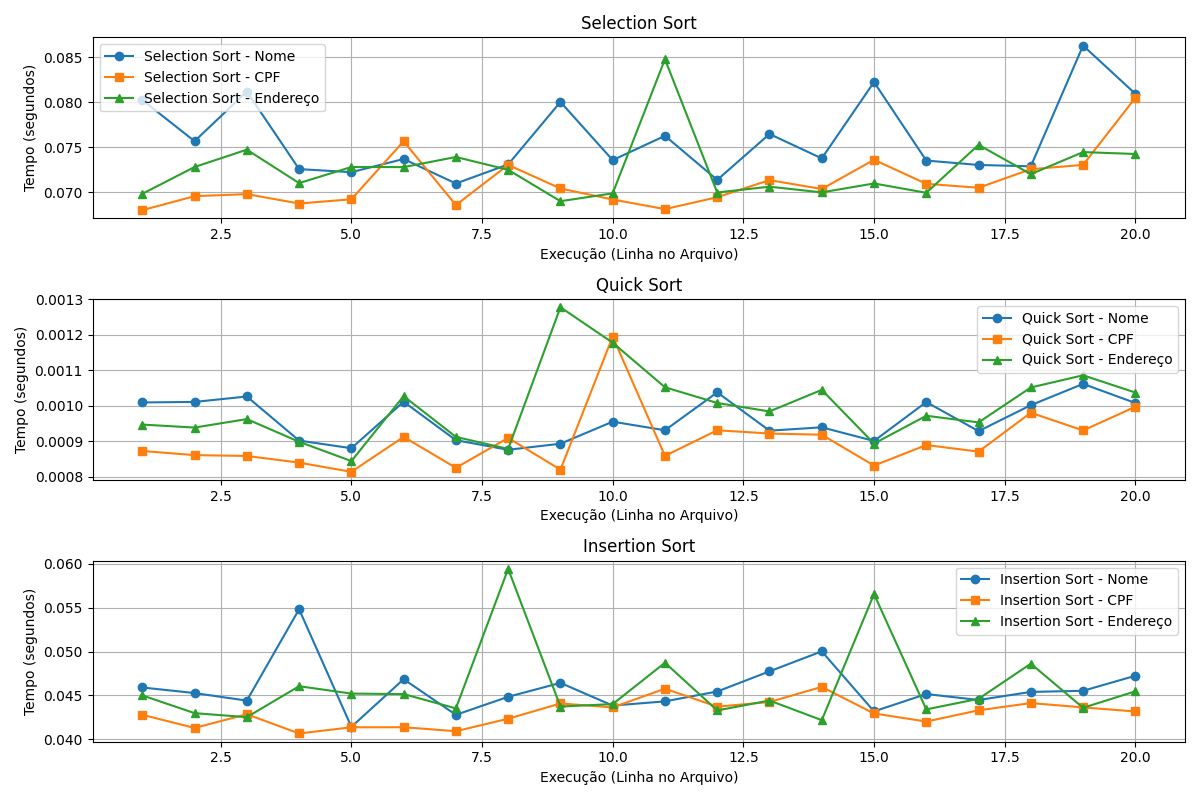 Selection Sort
Tempo (segundos)
0.085
0.080
0.075
0.070
Selection Sort - Nome
Selection Sort - CPF
Selection Sort - Endereço
2.5 5.0 7.5 10.0 12.5 15.0 17.5 20.0
Execução (Linha no Arquivo)
Quick Sort
Tempo (segundos)
0.0013
0.0012
0.0011
0.0010
0.0009
0.0008
Quick Sort - Nome
Quick Sort - CPF
Quick Sort - Endereço
2.5 5.0 7.5 10.0 12.5 15.0 17.5 20.0
Execução (Linha no Arquivo)
Insertion Sort
Tempo (segundos)
0.060
0.055
0.050
0.045
0.040
Insertion Sort - Nome
Insertion Sort - CPF
Insertion Sort - Endereço
2.5 5.0 7.5 10.0 12.5 15.0 17.5 20.0
Execução (Linha no Arquivo)